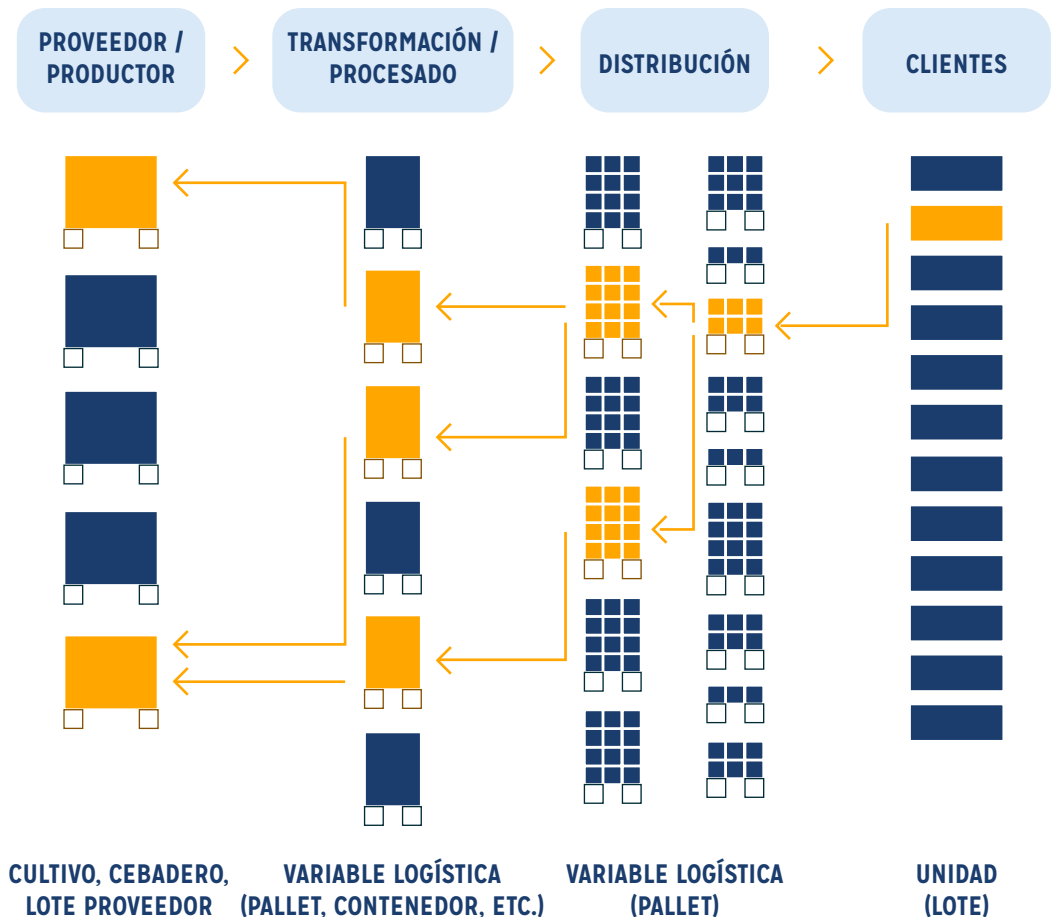 PROVEEDOR /
PRODUCTOR
TRANSFORMACIÓN /
PROCESADO
DISTRIBUCIÓN
CLIENTES
CULTIVO, CEBADERO,
LOTE PROVEEDOR
VARIABLE LOGÍSTICA
(PALLET, CONTENEDOR, ETC.)
VARIABLE LOGÍSTICA
(PALLET)
UNIDAD
(LOTE)